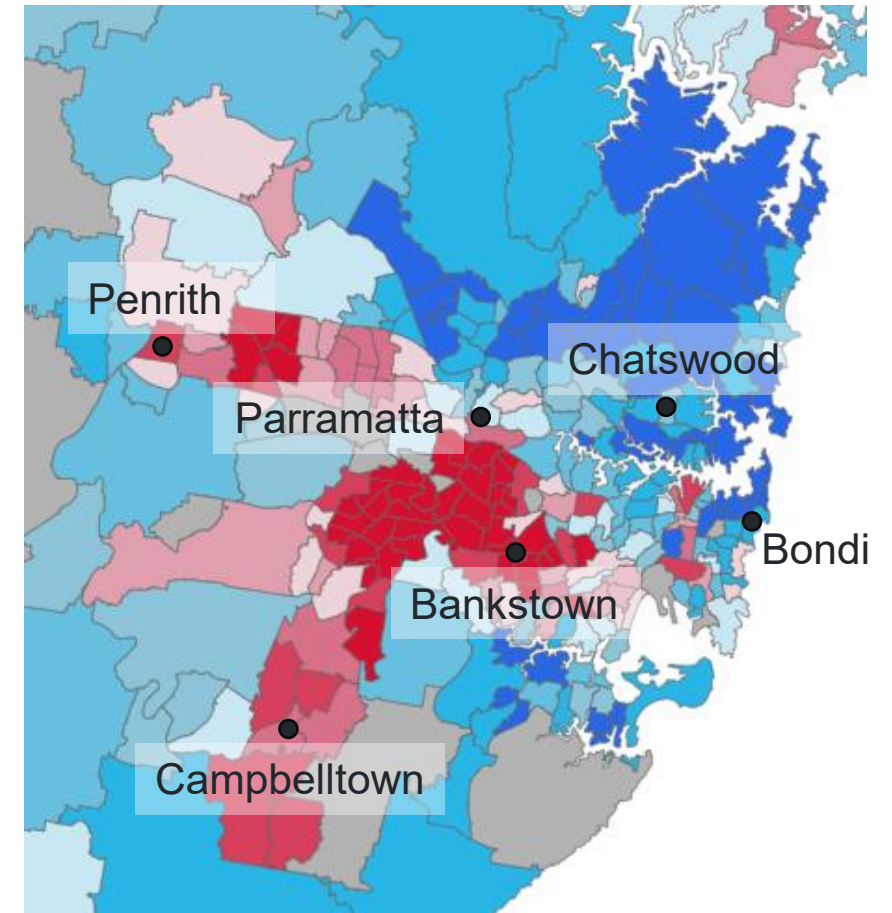 Penrith
Chatswood
Parramatta
Bondi
Bankstown
Campbelltown